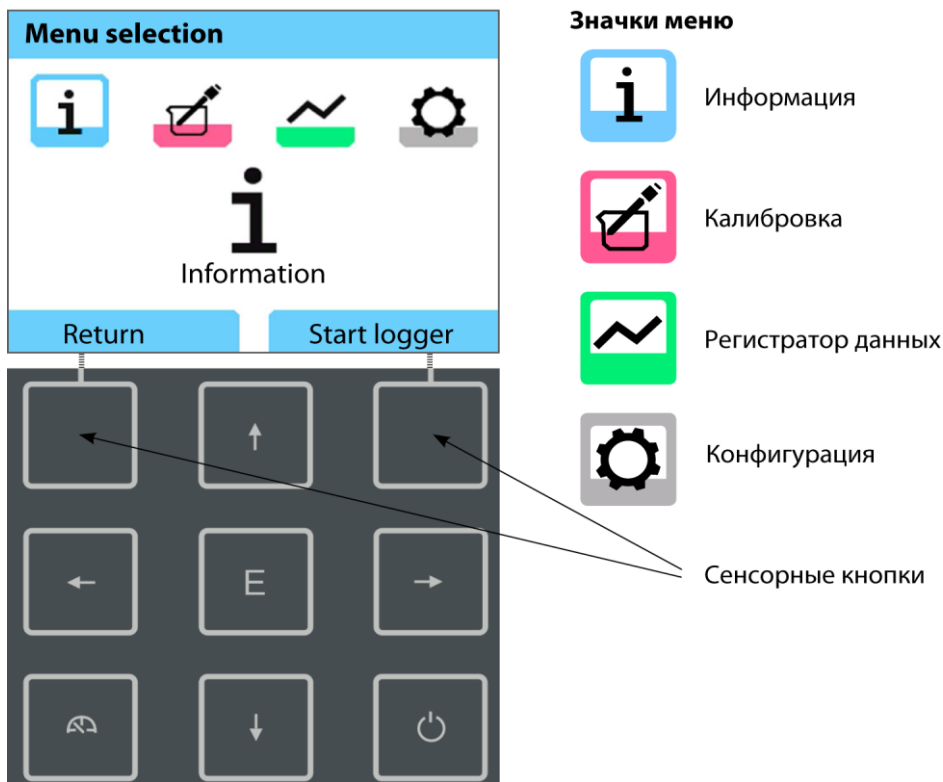 Menu selection
Information
Return
Start logger
E
Значки меню
Информация
Калибровка
Регистратор данных
Конфигурация
Сенсорные кнопки